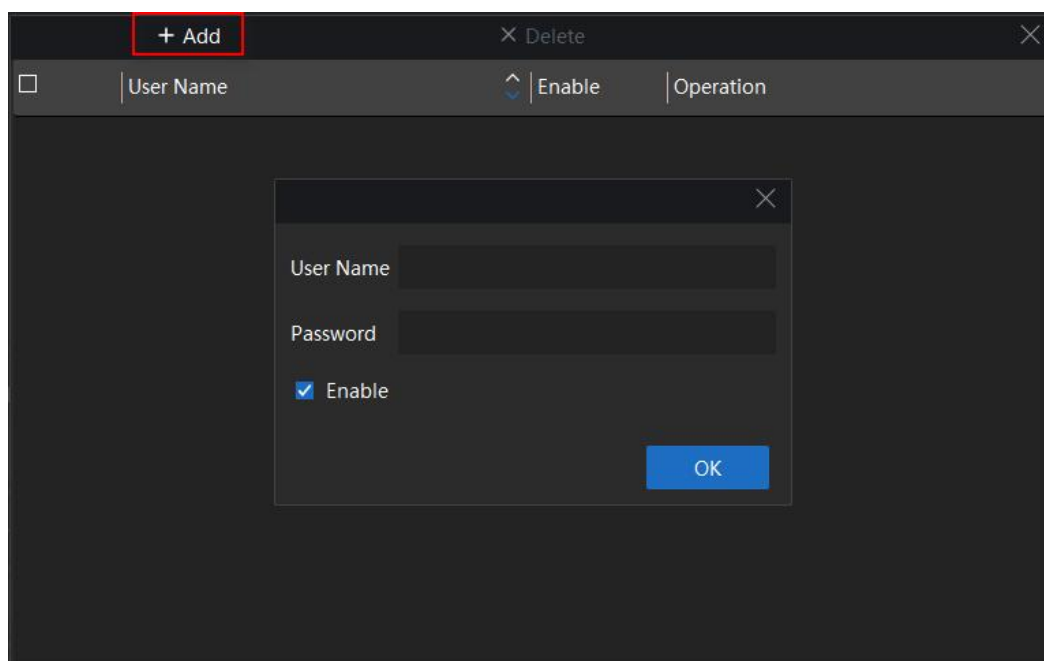 + Add × Delete
User Name Enable Operation
User Name
Password
Enable
OK